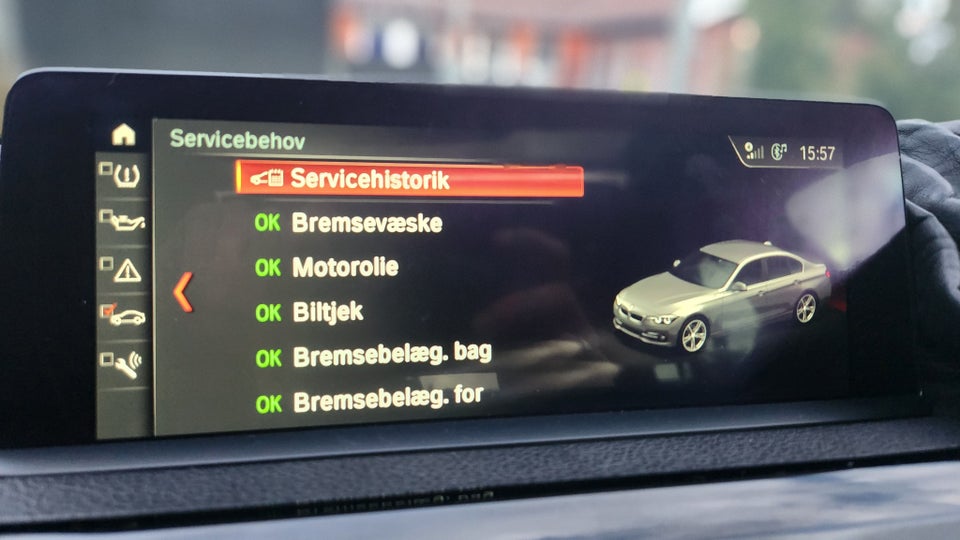 Servicebehov
15:57
Servicehistorik
OK Bremsevæske
OK Motorolie
OK Biltjek
OK Bremsebelæg. bag
OK Bremsebelæg. for